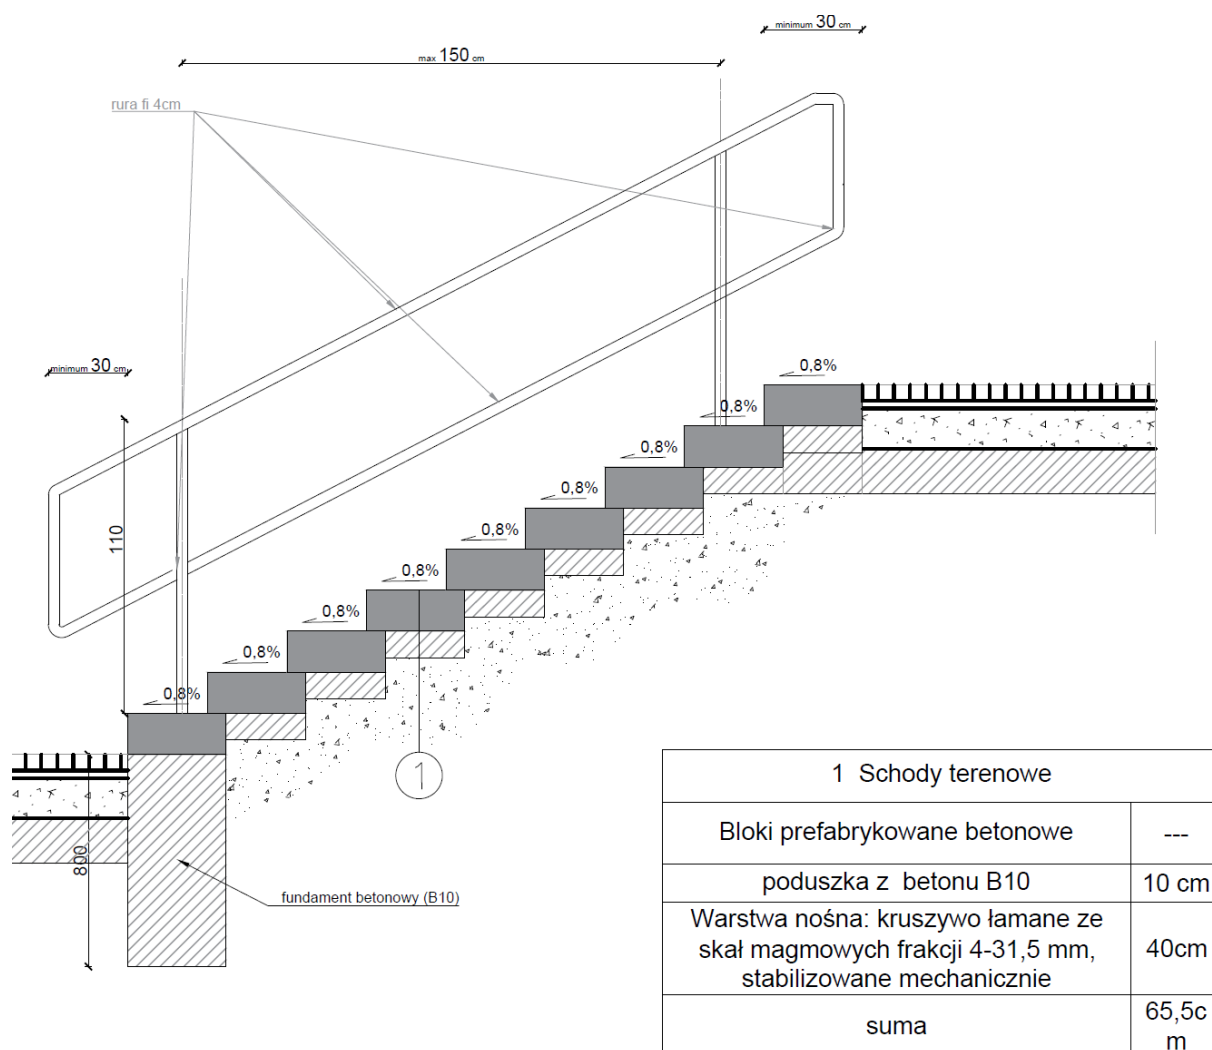 minimum 30 cm
max 150 cm
rura fi 4cm
minimum 30 cm
0,8%
0,8%
0,8%
0,8%
0,8%
0,8%
0,8%
0,8%
0,8%
110
1
800
fundament betonowy (B10)
1 Schody terenowe
Bloki prefabrykowane betonowe ---
poduszka z betonu B10 10 cm
Warstwa nośna: kruszywo łamane ze
skał magmowych frakcji 4-31,5 mm, 40cm
stabilizowane mechanicznie
suma 65,5c
m